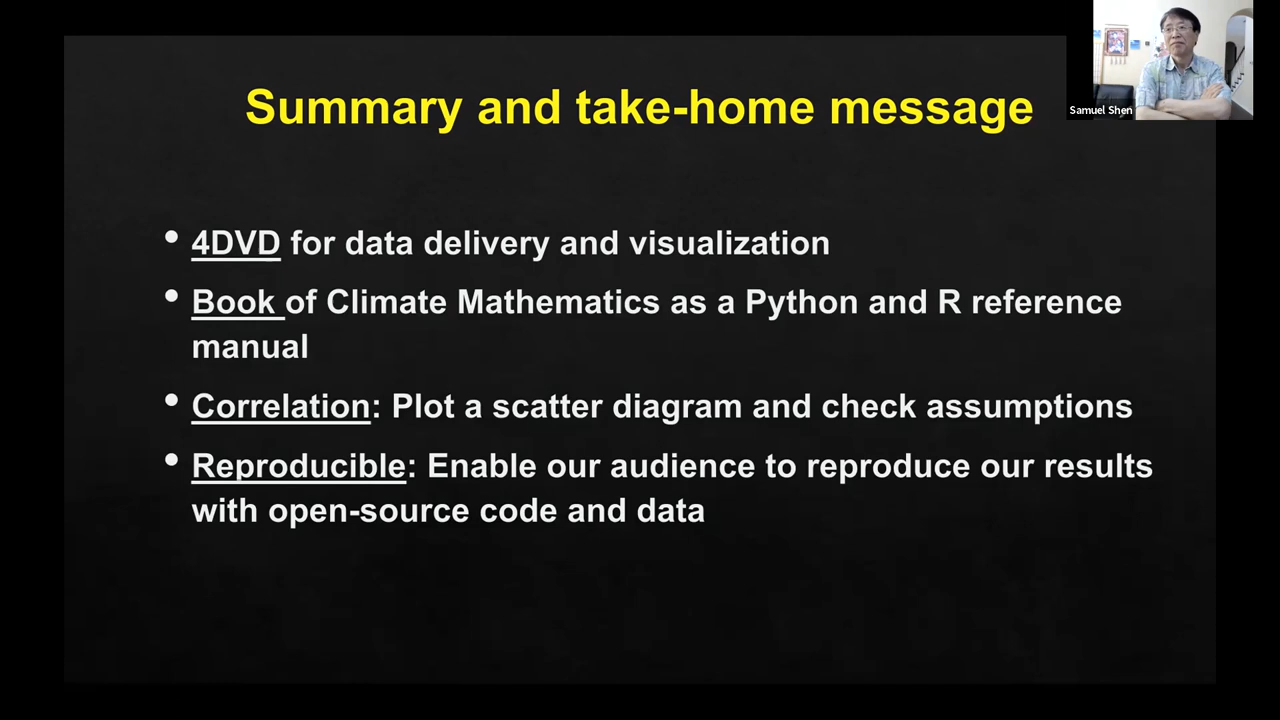 Summary and take-home message
Samuel Shen
• 4DVD for data delivery and visualization
• Book of Climate Mathematics as a Python and R reference
manual
• Correlation: Plot a scatter diagram and check assumptions
• Reproducible: Enable our audience to reproduce our results
with open-source code and data